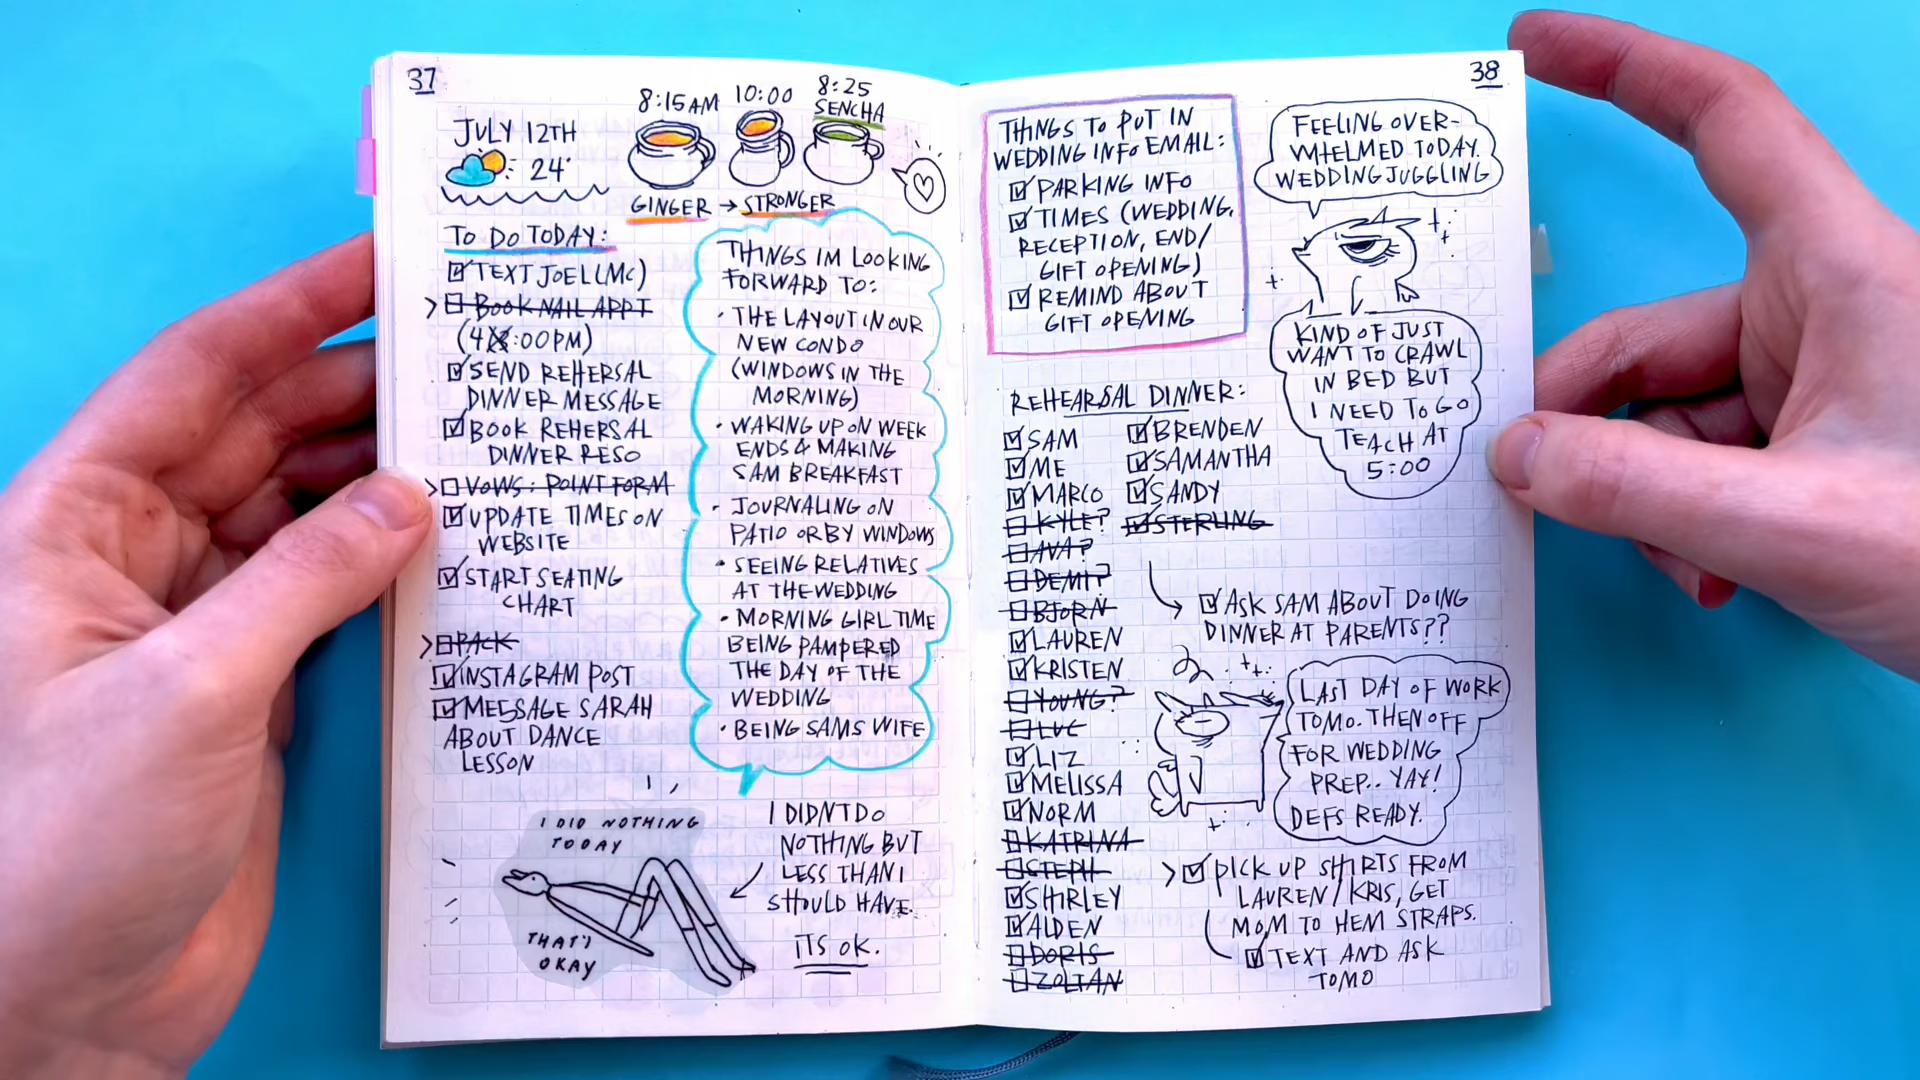 37
JULY 12TH
24°
8:15AM
10:00
8:25
SENCHA
GINGER → STRONGER
TO DO TODAY:
TEXT JOEL (MC)
> BOOK NAIL APPT
:00PM)
SEND REHERSAL
DINNER MESSAGE
BOOK REHERSAL
DINNER RESO
> VOWS: POINT FORM
UPDATE TIMES ON
WEBSITE
START SEATING
CHART
> PACK
INSTAGRAM POST
MESSAGE SARAH
ABOUT DANCE
LESSON
THINGS IM LOOKING
FORWARD TO:
• THE LAYOUT IN OUR
NEW CONDO
(WINDOWS IN THE
MORNING)
• WAKING UP ON WEEK
ENDS & MAKING
SAM BREAKFAST
• JOURNALING ON
PATIO OR BY WINDOWS
• SEEING RELATIVES
AT THE WEDDING
• MORNING GIRL TIME
BEING PAMPERED
THE DAY OF THE
WEDDING
• BEING SAMS WIFE
I DID NOTHING
TODAY
THAT'S
OKAY
I DIDNT DO
NOTHING BUT
LESS THAN I
SHOULD HAVE.
ITS OK.
38
THINGS TO PUT IN
WEDDING INFO EMAIL:
PARKING INFO
TIMES (WEDDING,
RECEPTION, END/
GIFT OPENING)
REMIND ABOUT
GIFT OPENING
FEELING OVER-
WHELMED TODAY.
WEDDING JUGGLING
KIND OF JUST
WANT TO CRAWL
IN BED BUT
I NEED TO GO
TEACH AT
5:00
REHEARSAL DINNER:
SAM
ME
MARCO
KYLE?
AVA?
DEMI?
BJORN
LAUREN
KRISTEN
YOUNG?
LUC
LIZ
MELISSA
NORM
KATRINA
STEPH
SHIRLEY
ALDEN
DORIS
ZOLTAN
BRENDEN
SAMANTHA
SANDY
STERLING
ASK SAM ABOUT DOING
DINNER AT PARENTS??
LAST DAY OF WORK
TOMO. THEN OFF
FOR WEDDING
PREP.. YAY!
DEFS READY.
> PICK UP SHIRTS FROM
LAUREN/KRIS, GET
MOM TO HEM STRAPS.
TEXT AND ASK
TOMO